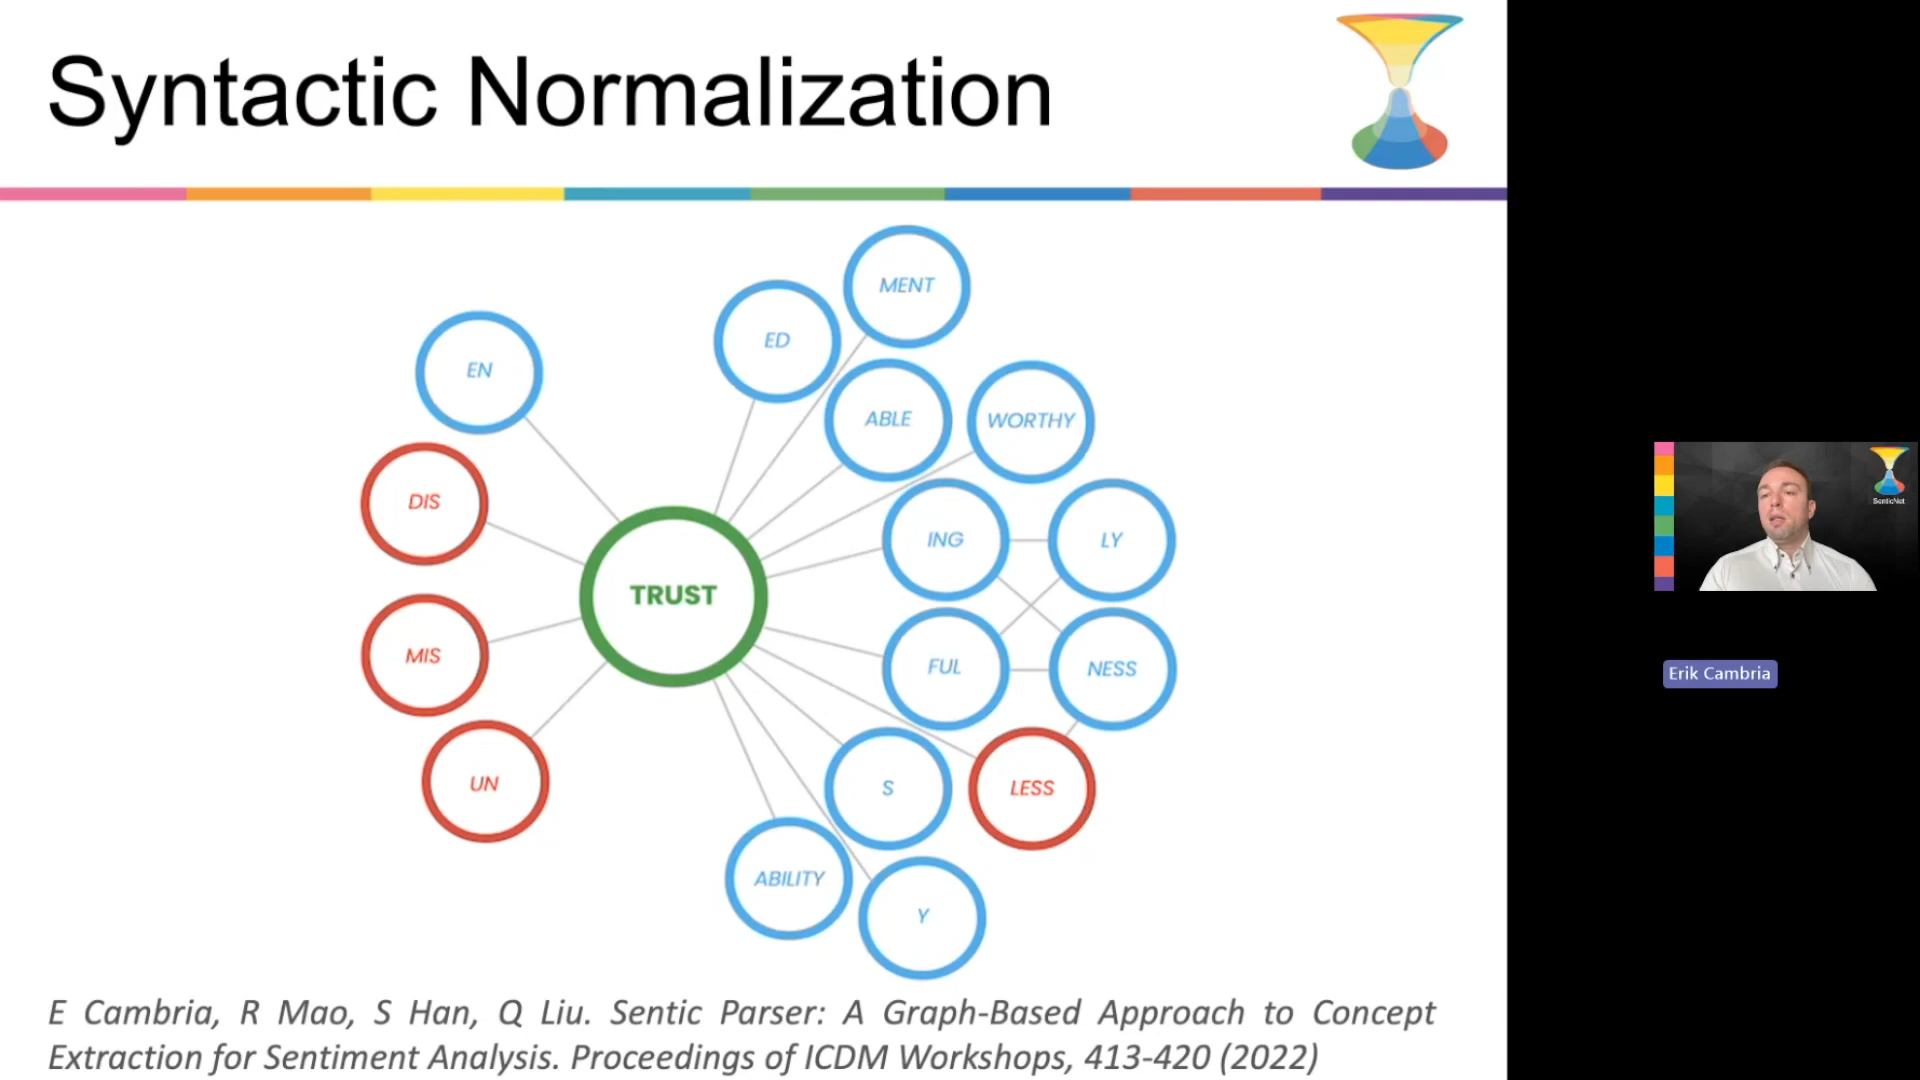 Syntactic Normalization
MENT
ED
EN
ABLE
WORTHY
DIS
ING
LY
TRUST
MIS
FUL
NESS
UN
S
LESS
ABILITY
Y
E Cambria, R Mao, S Han, Q Liu. Sentic Parser: A Graph-Based Approach to Concept
Extraction for Sentiment Analysis. Proceedings of ICDM Workshops, 413-420 (2022)
SenticNet
Erik Cambria